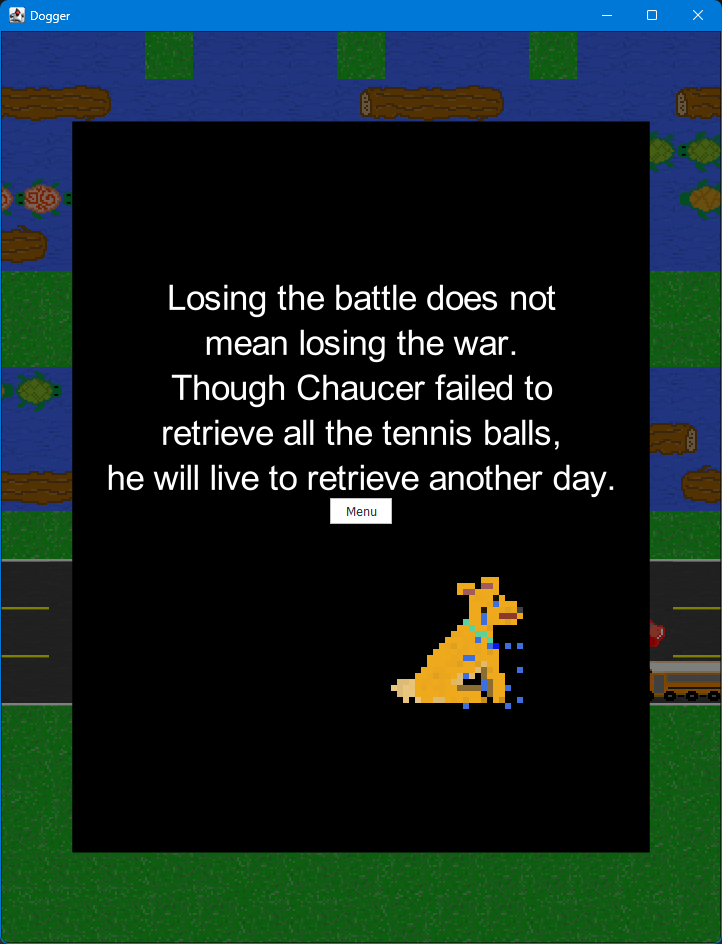 Dogger
Losing the battle does not
mean losing the war.
Though Chaucer failed to
retrieve all the tennis balls,
he will live to retrieve another day.
Menu